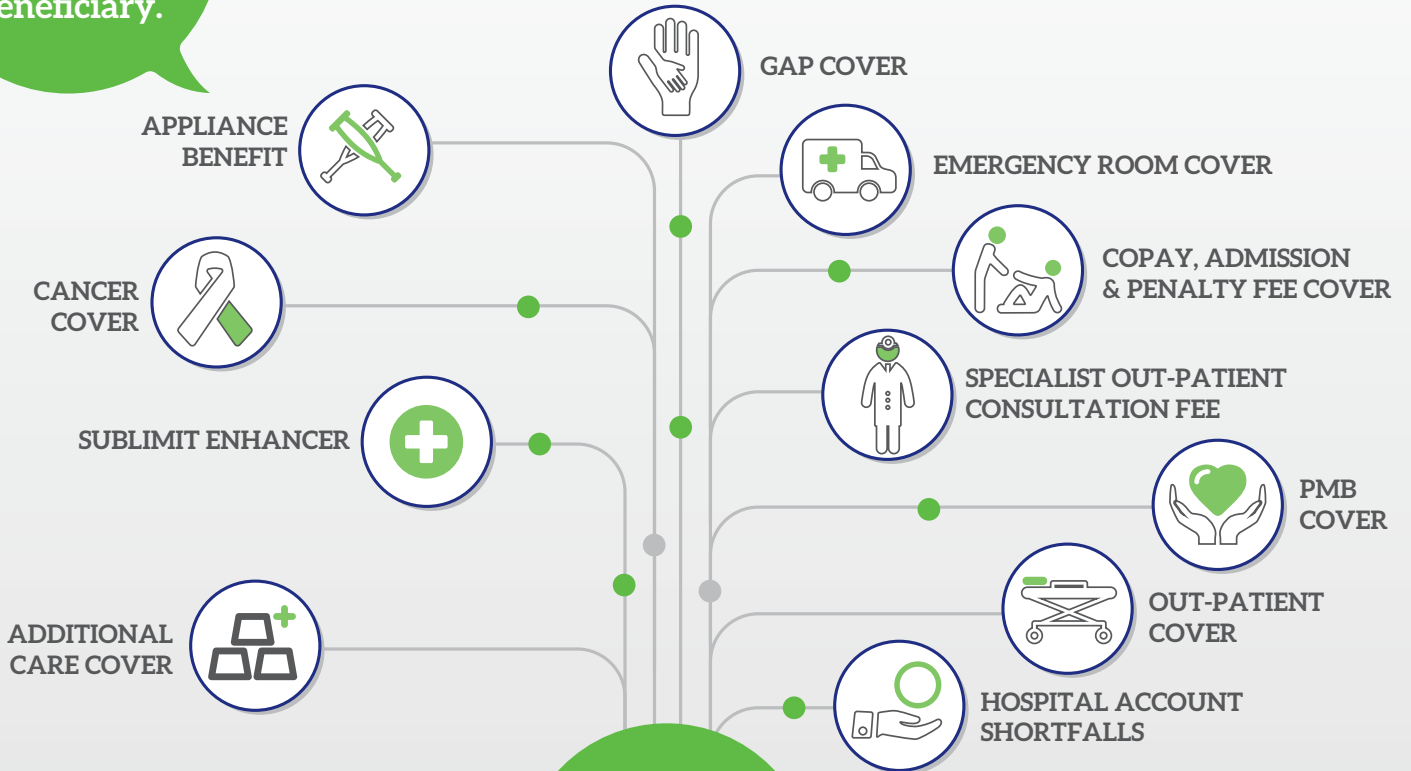 GAP COVER
APPLIANCE
BENEFIT
EMERGENCY ROOM COVER
COPAY, ADMISSION
& PENALTY FEE COVER
CANCER
COVER
SPECIALIST OUT-PATIENT
CONSULTATION FEE
SUBLIMIT ENHANCER
PMB
COVER
OUT-PATIENT
COVER
ADDITIONAL
CARE COVER
HOSPITAL ACCOUNT
SHORTFALLS